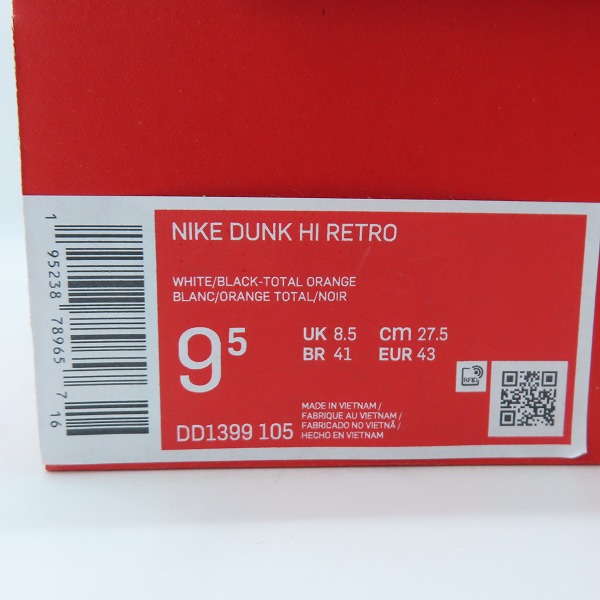 NIKE DUNK HI RETRO
WHITE/BLACK-TOTAL ORANGE
BLANC/ORANGE TOTAL/NOIR
9⁵
UK 8.5 cm 27.5
BR 41 EUR 43
RFID
DD1399 105
MADE IN VIETNAM /
FABRIQUE AU VIETNAM /
FABRICADO NO VIETNÃ /
HECHO EN VIETNAM
1 95238 78965 7 16